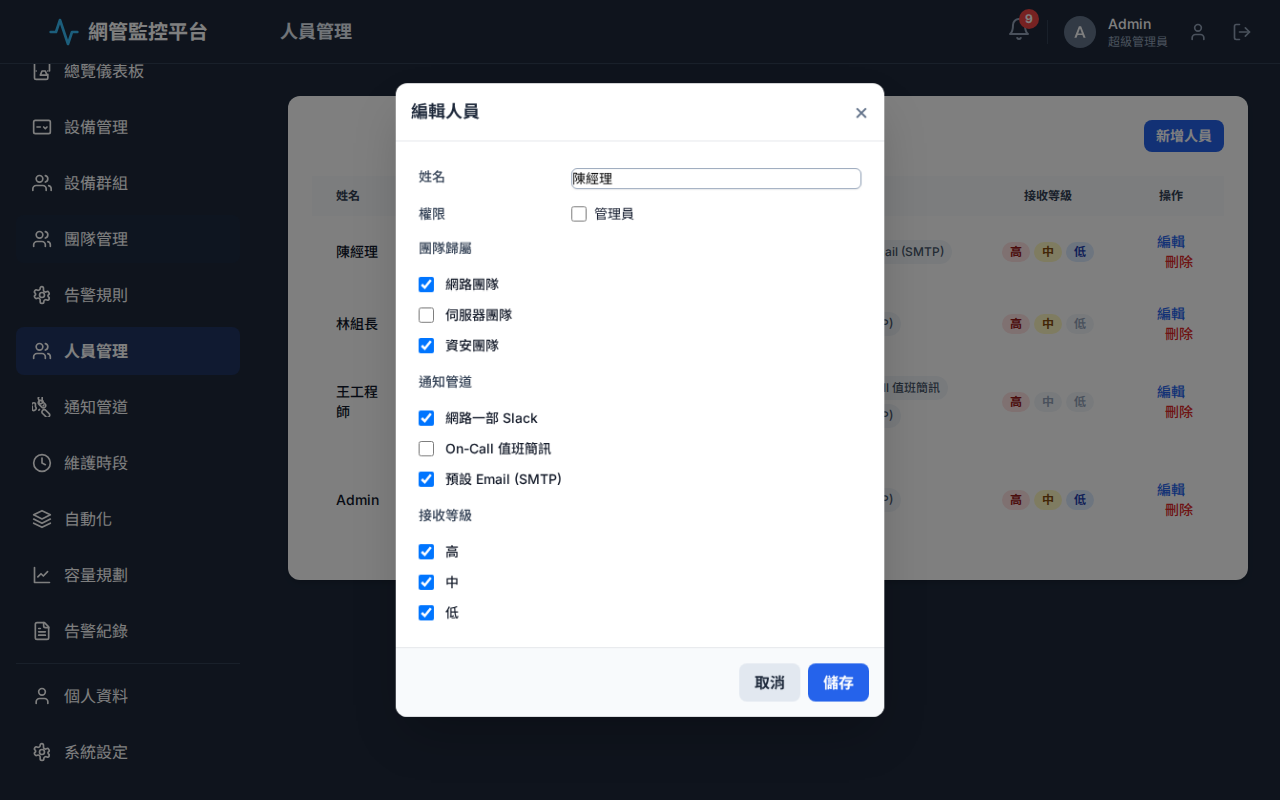 網管監控平台
人員管理
9
A
Admin
超級管理員
總覽儀表板
設備管理
設備群組
團隊管理
告警規則
人員管理
通知管道
維護時段
自動化
容量規劃
告警紀錄
個人資料
系統設定
新增人員
姓名
接收等級
操作
陳經理
ail (SMTP)
高 中 低
編輯
刪除
林組長
P)
高 中 低
編輯
刪除
王工程
師
ll 值班簡訊
P)
高 中 低
編輯
刪除
Admin
P)
高 中 低
編輯
刪除
編輯人員
×
姓名
陳經理
權限
管理員
團隊歸屬
網路團隊
伺服器團隊
資安團隊
通知管道
網路一部 Slack
On-Call 值班簡訊
預設 Email (SMTP)
接收等級
高
中
低
取消
儲存